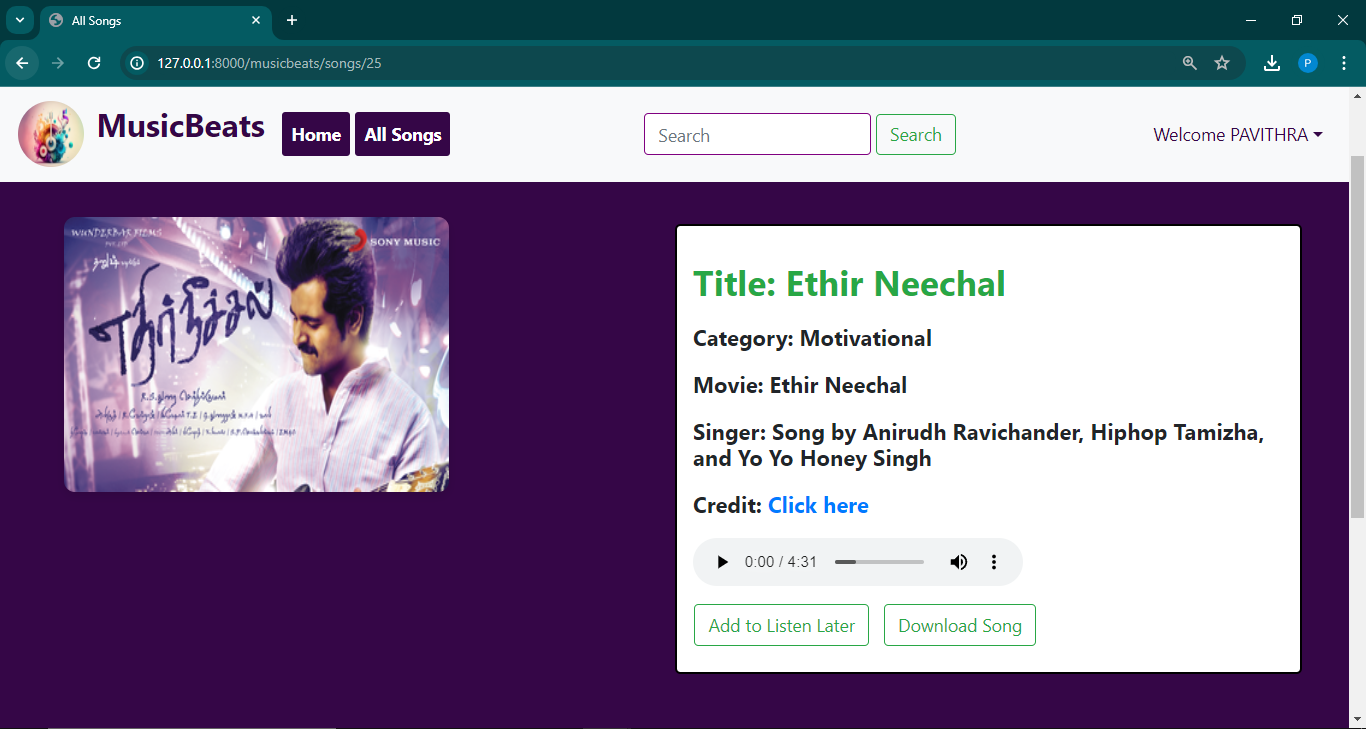 All Songs
127.0.0.1:8000/musicbeats/songs/25
P
MusicBeats
Home
All Songs
Search
Search
Welcome PAVITHRA
WUNDERBAR FILMS
SONY MUSIC
எதிர்நீச்சல்
Title: Ethir Neechal
Category: Motivational
Movie: Ethir Neechal
Singer: Song by Anirudh Ravichander, Hiphop Tamizha,
and Yo Yo Honey Singh
Credit: Click here
0:00 / 4:31
Add to Listen Later
Download Song